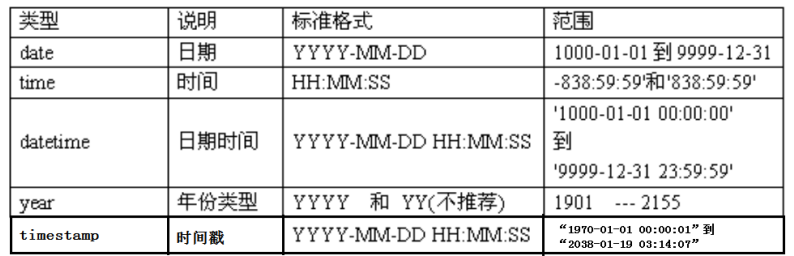 类型 说明 标准格式 范围
date 日期 YYYY-MM-DD 1000-01-01 到 9999-12-31
time 时间 HH:MM:SS -838:59:59'和'838:59:59'
'1000-01-01 00:00:00'
datetime 日期时间 YYYY-MM-DD HH:MM:SS 到
'9999-12-31 23:59:59'
year 年份类型 YYYY 和 YY(不推荐) 1901 --- 2155
timestamp 时间戳 YYYY-MM-DD HH:MM:SS “1970-01-01 00:00:01”到
“2038-01-19 03:14:07”